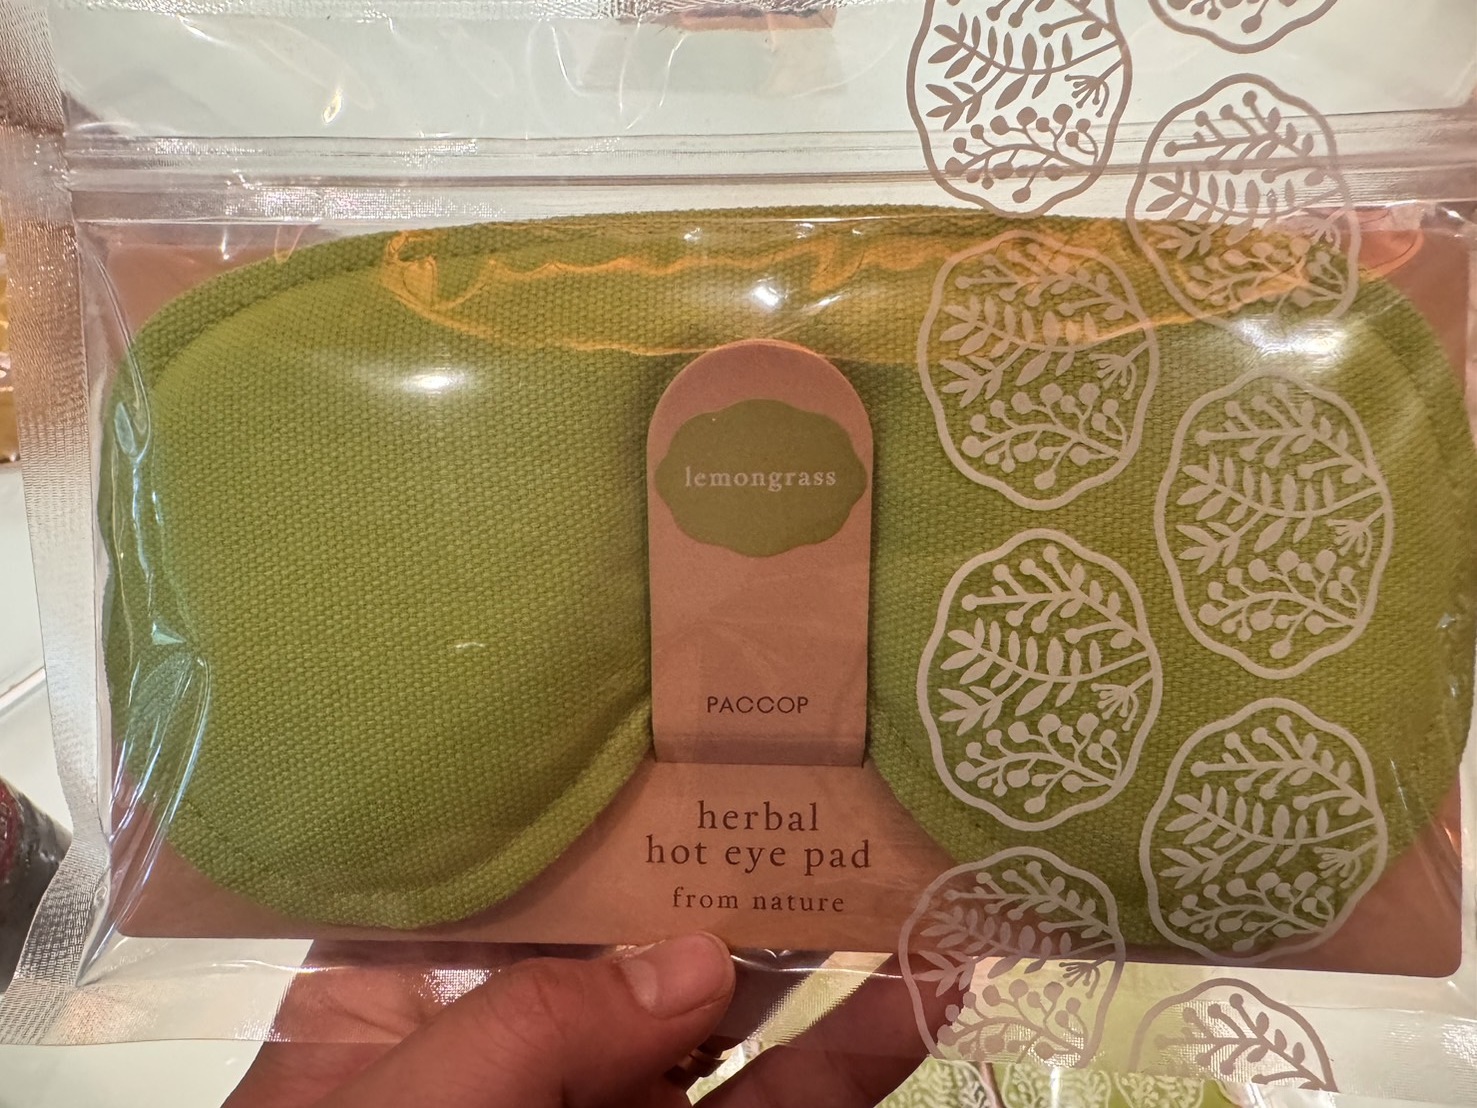 lemongrass
PACCOP
herbal
hot eye pad
from nature